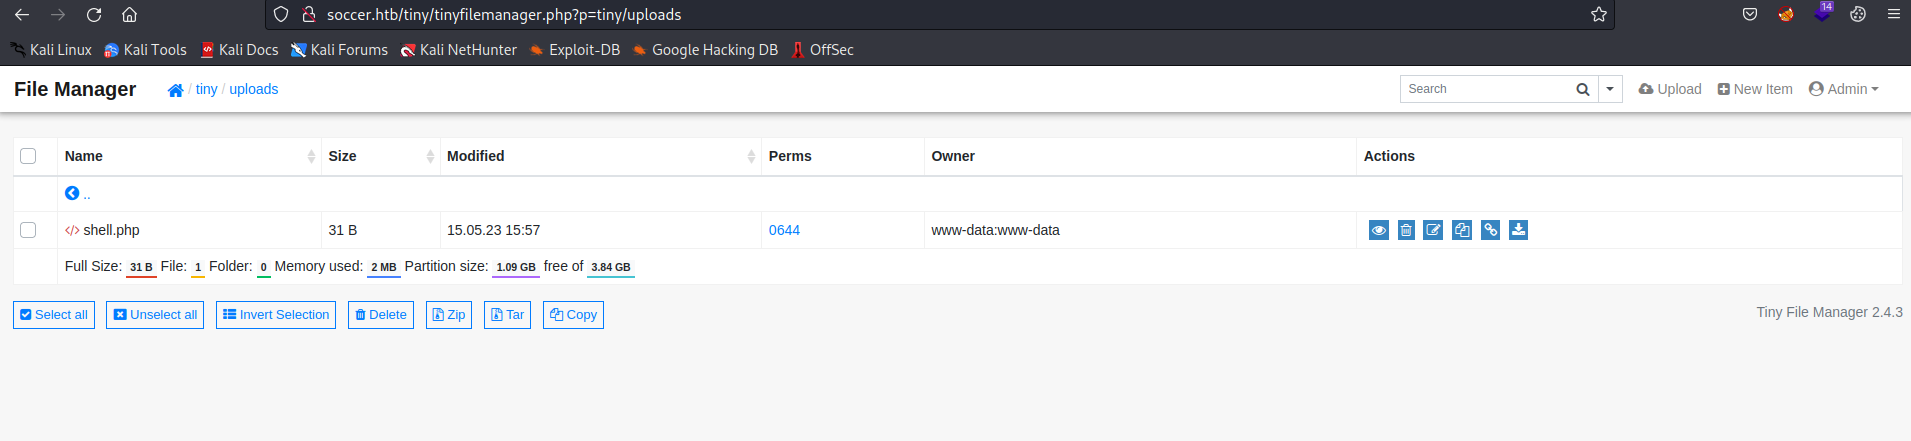 soccer.htb/tiny/tinyfilemanager.php?p=tiny/uploads
14
Kali Linux Kali Tools Kali Docs Kali Forums Kali NetHunter Exploit-DB Google Hacking DB OffSec
File Manager / tiny / uploads Search Upload New Item Admin
Name Size Modified Perms Owner Actions
..
shell.php 31 B 15.05.23 15:57 0644 www-data:www-data
Full Size: 31 B File: 1 Folder: 0 Memory used: 2 MB Partition size: 1.09 GB free of 3.84 GB
Select all Unselect all Invert Selection Delete Zip Tar Copy Tiny File Manager 2.4.3